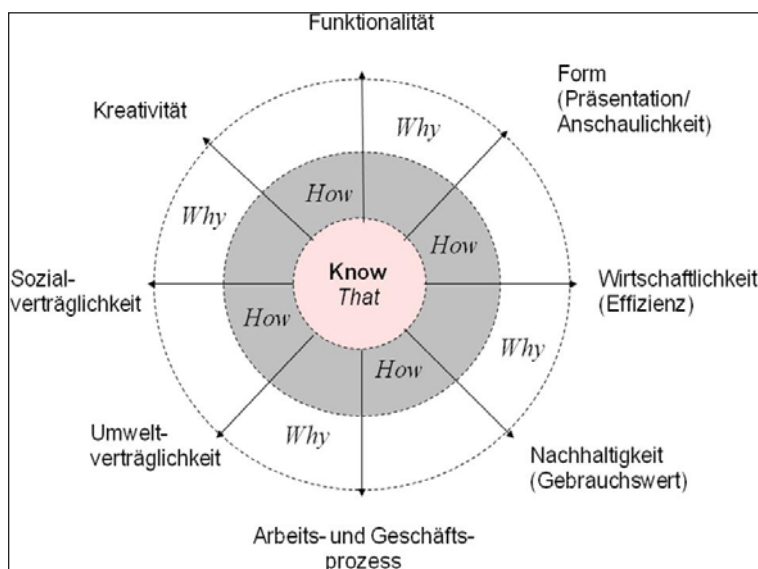 Funktionalität
Form
(Präsentation/
Anschaulichkeit)
Kreativität
Why
Why
How
How
Know
That
Sozial-
verträglichkeit
Wirtschaftlichkeit
(Effizienz)
How
How
Why
Why
Umwelt-
verträglichkeit
Nachhaltigkeit
(Gebrauchswert)
Arbeits- und Geschäfts-
prozess